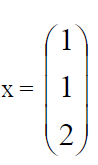 x = (1
1
2)